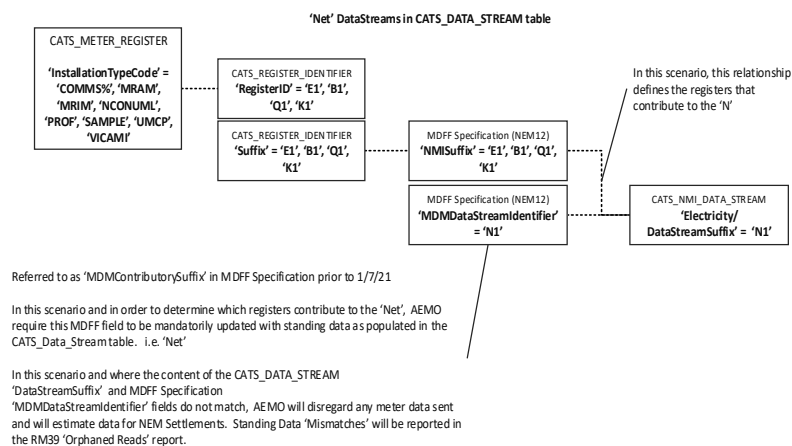 ‘Net’ DataStreams in CATS_DATA_STREAM table
CATS_METER_REGISTER
‘InstallationTypeCode’ =
‘COMMS%’, ‘MRAM’,
‘MRIM’, ‘NCONUML’,
‘PROF’, ‘SAMPLE’, ‘UMCP’,
‘VICAMI’
CATS_REGISTER_IDENTIFIER
‘RegisterID’ = ‘E1’, ‘B1’,
‘Q1’, ‘K1’
CATS_REGISTER_IDENTIFIER
‘Suffix’ = ‘E1’, ‘B1’, ‘Q1’,
‘K1’
MDFF Specification (NEM12)
‘NMISuffix’ = ‘E1’, ‘B1’, ‘Q1’,
‘K1’
MDFF Specification (NEM12)
‘MDMDataStreamIdentifier’
= ‘N1’
In this scenario, this relationship
defines the registers that
contribute to the ‘N’
CATS_NMI_DATA_STREAM
‘Electricity/
DataStreamSuffix’ = ‘N1’
Referred to as ‘MDMContributorySuffix’ in MDFF Specification prior to 1/7/21
In this scenario and in order to determine which registers contribute to the ‘Net’, AEMO
require this MDFF field to be mandatorily updated with standing data as populated in the
CATS_Data_Stream table. i.e. ‘Net’
In this scenario and where the content of the CATS_DATA_STREAM
‘DataStreamSuffix’ and MDFF Specification
‘MDMDataStreamIdentifier’ fields do not match, AEMO will disregard any meter data sent
and will estimate data for NEM Settlements. Standing Data ‘Mismatches’ will be reported in
the RM39 ‘Orphaned Reads’ report.